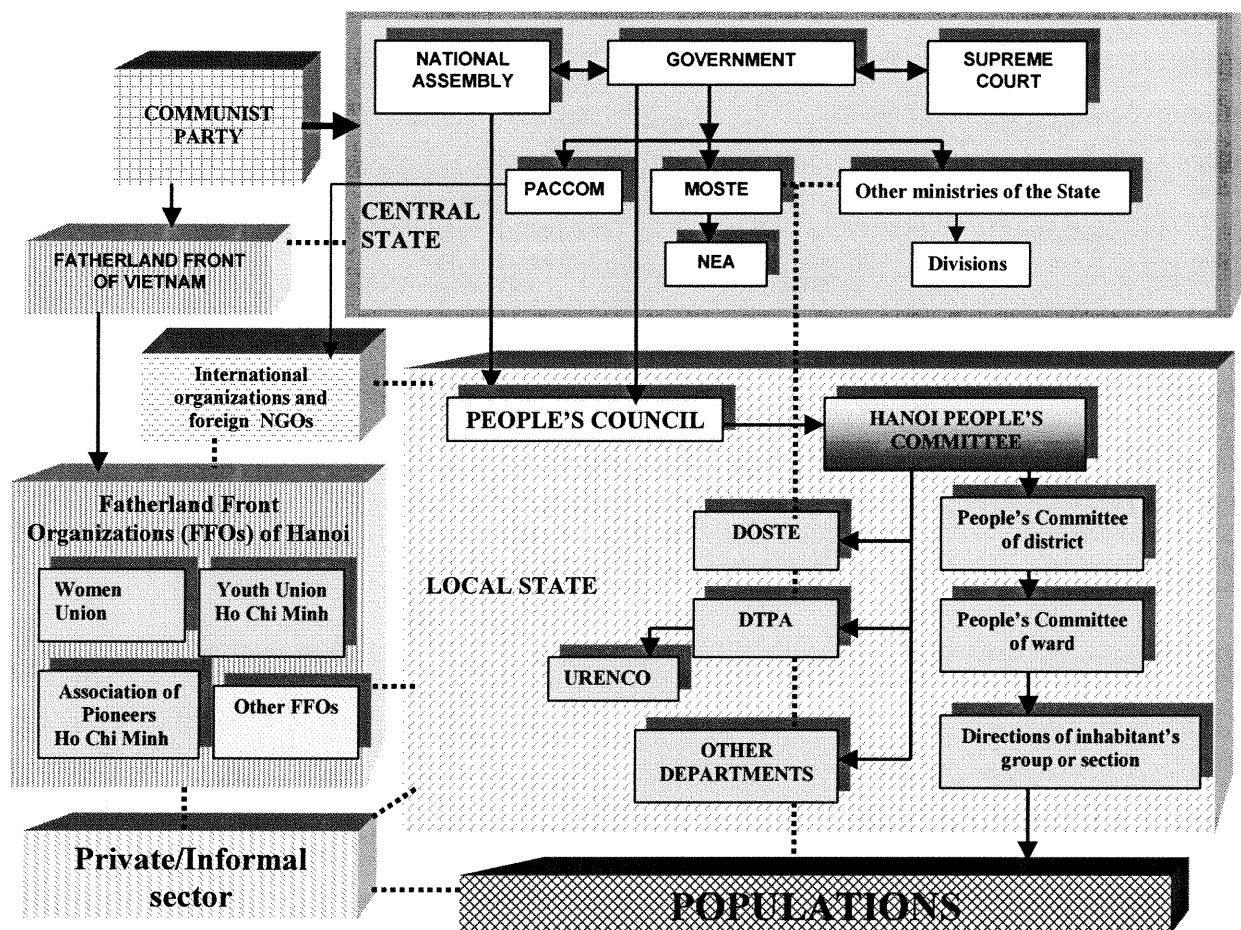 NATIONAL
ASSEMBLY
GOVERNMENT
SUPREME
COURT
COMMUNIST
PARTY
PACCOM
MOSTE
Other ministries of the State
CENTRAL
STATE
NEA
Divisions
FATHERLAND FRONT
OF VIETNAM
International
organizations and
foreign NGOs
PEOPLE'S COUNCIL
HANOI PEOPLE'S
COMMITTEE
Fatherland Front
Organizations (FFOs) of Hanoi
Women
Union
Youth Union
Ho Chi Minh
Association of
Pioneers
Ho Chi Minh
Other FFOs
LOCAL STATE
DOSTE
DTPA
URENCO
OTHER
DEPARTMENTS
People's Committee
of district
People's Committee
of ward
Directions of inhabitant's
group or section
Private/Informal
sector
POPULATIONS